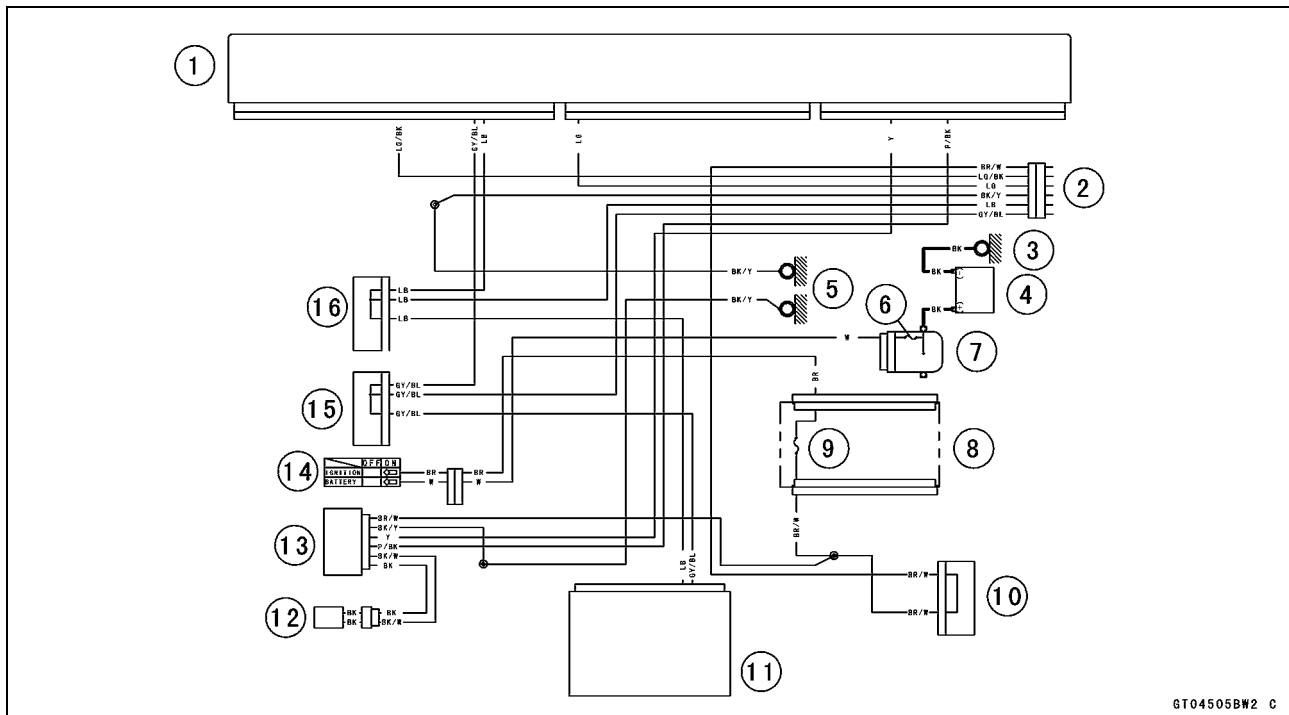 1
LG/BK
GY/BL
LB
LG
Y
P/BK
BR/W
LG/BK
LG
BK/Y
LB
GY/BL
2
BK
3
BK
(-)
4
BK
(+)
BK/Y
5
BK/Y
6
7
W
16
LB
LB
LB
BR
15
GY/BL
GY/BL
GY/BL
9
8
14
OFF ON
IGNITION
BATTERY
BR
W
BR
W
13
BR/W
BK/Y
Y
P/BK
BK/W
BK
BR/W
LB
GY/BL
BR/W
BR/W
10
12
BK
BK
BK
BK/W
11
GT04505BW2 C